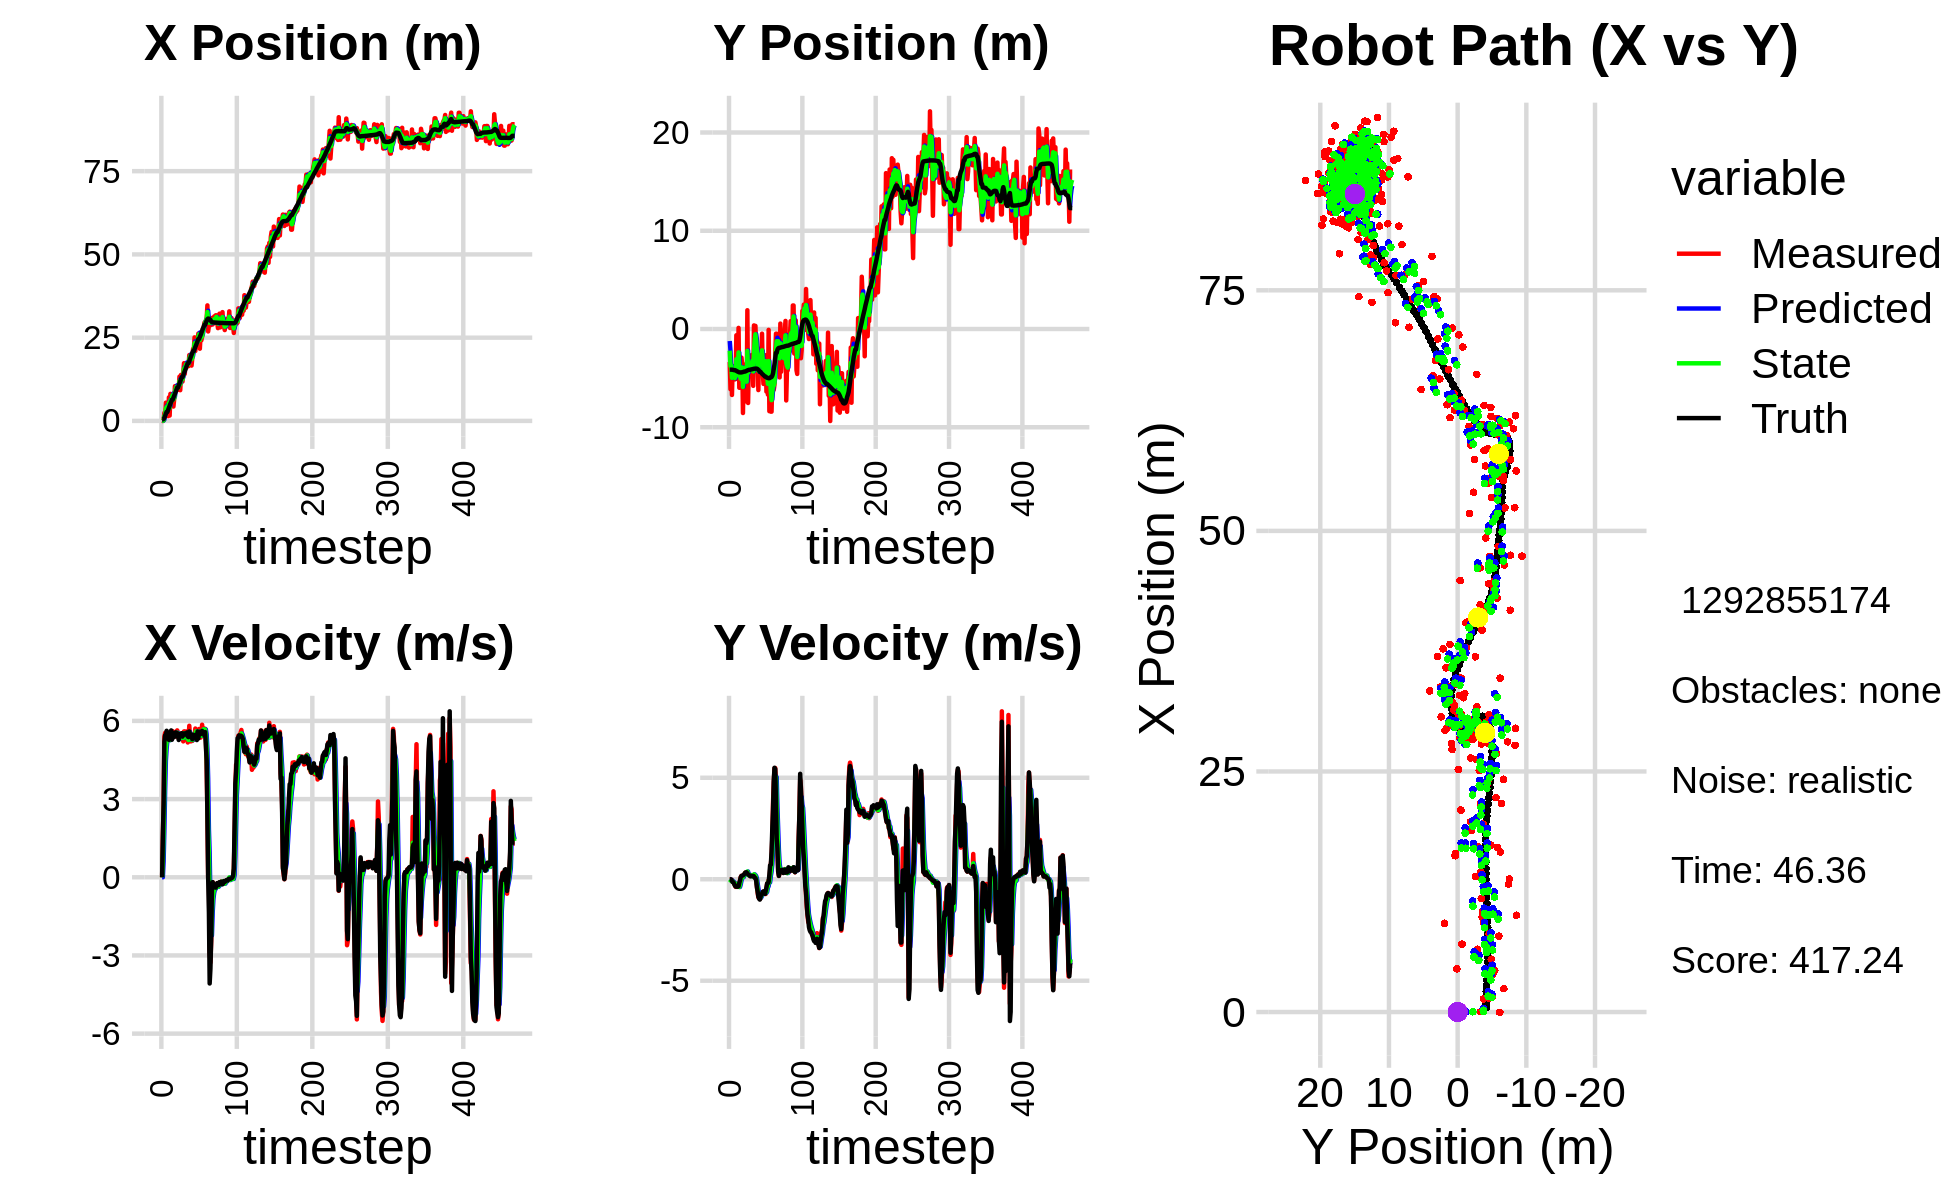 X Position (m)
75
50
25
0
0
100
200
300
400
timestep
Y Position (m)
20
10
0
-10
0
100
200
300
400
timestep
X Velocity (m/s)
6
3
0
-3
-6
0
100
200
300
400
timestep
Y Velocity (m/s)
5
0
-5
0
100
200
300
400
timestep
Robot Path (X vs Y)
X Position (m)
75
50
25
0
20 10 0 -10 -20
Y Position (m)
variable
Measured
Predicted
State
Truth
1292855174
Obstacles: none
Noise: realistic
Time: 46.36
Score: 417.24